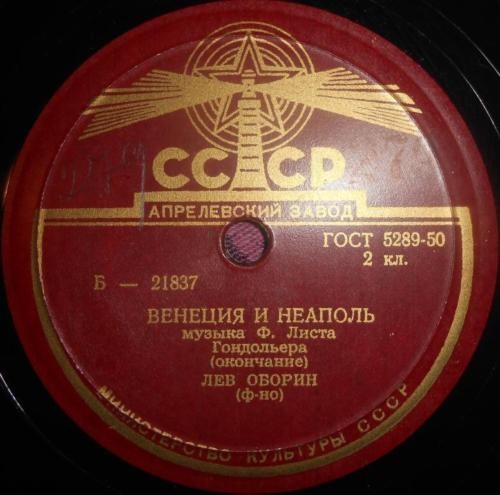 СССР
АПРЕЛЕВСКИЙ ЗАВОД
ГОСТ 5289-50
2 кл.
Б — 21837
ВЕНЕЦИЯ И НЕАПОЛЬ
музыка Ф. Листа
Гондольера
(окончание)
ЛЕВ ОБОРИН
(ф-но)
МИНИСТЕРСТВО КУЛЬТУРЫ СССР